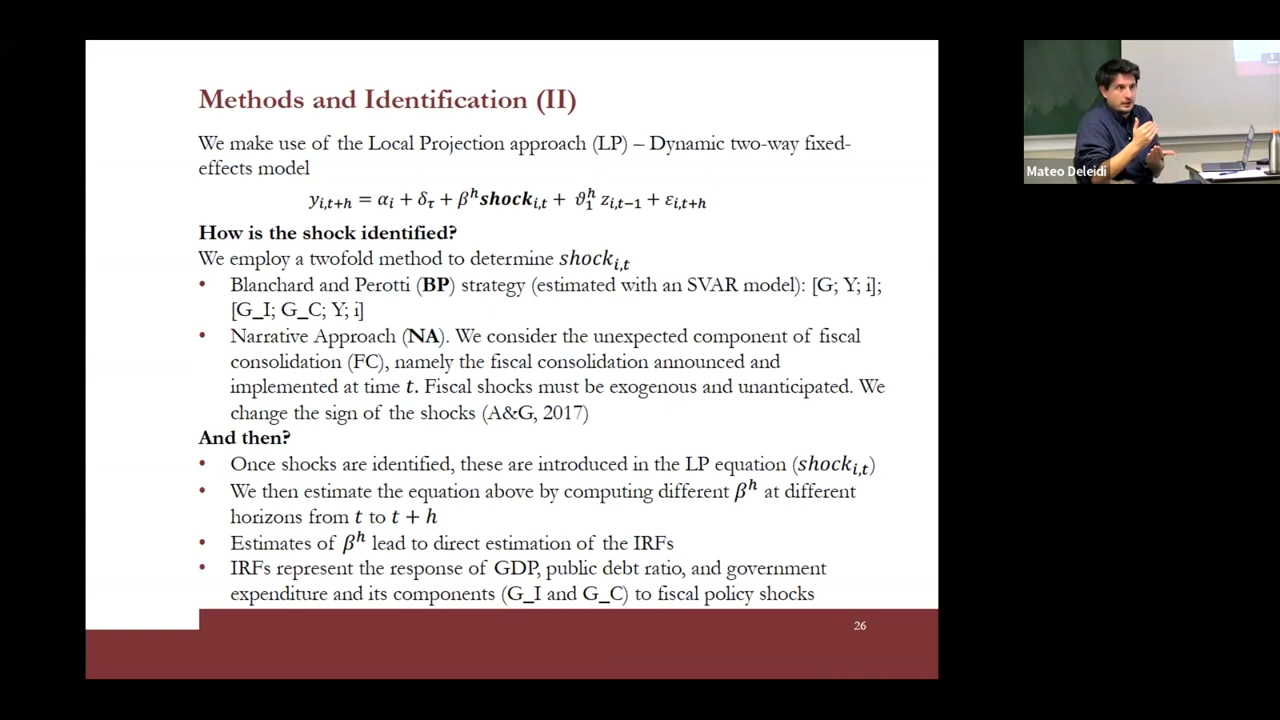 Methods and Identification (II)
We make use of the Local Projection approach (LP) – Dynamic two-way fixed-
effects model
y_{i,t+h} = α_i + δ_τ + β^h shock_{i,t} + ϑ_1^h z_{i,t−1} + ε_{i,t+h}
How is the shock identified?
We employ a twofold method to determine shock_{i,t}
• Blanchard and Perotti (BP) strategy (estimated with an SVAR model): [G; Y; i];
[G_I; G_C; Y; i]
• Narrative Approach (NA). We consider the unexpected component of fiscal
consolidation (FC), namely the fiscal consolidation announced and
implemented at time t. Fiscal shocks must be exogenous and unanticipated. We
change the sign of the shocks (A&G, 2017)
And then?
• Once shocks are identified, these are introduced in the LP equation (shock_{i,t})
• We then estimate the equation above by computing different β^h at different
horizons from t to t + h
• Estimates of β^h lead to direct estimation of the IRFs
• IRFs represent the response of GDP, public debt ratio, and government
expenditure and its components (G_I and G_C) to fiscal policy shocks
26
Mateo Deleidi